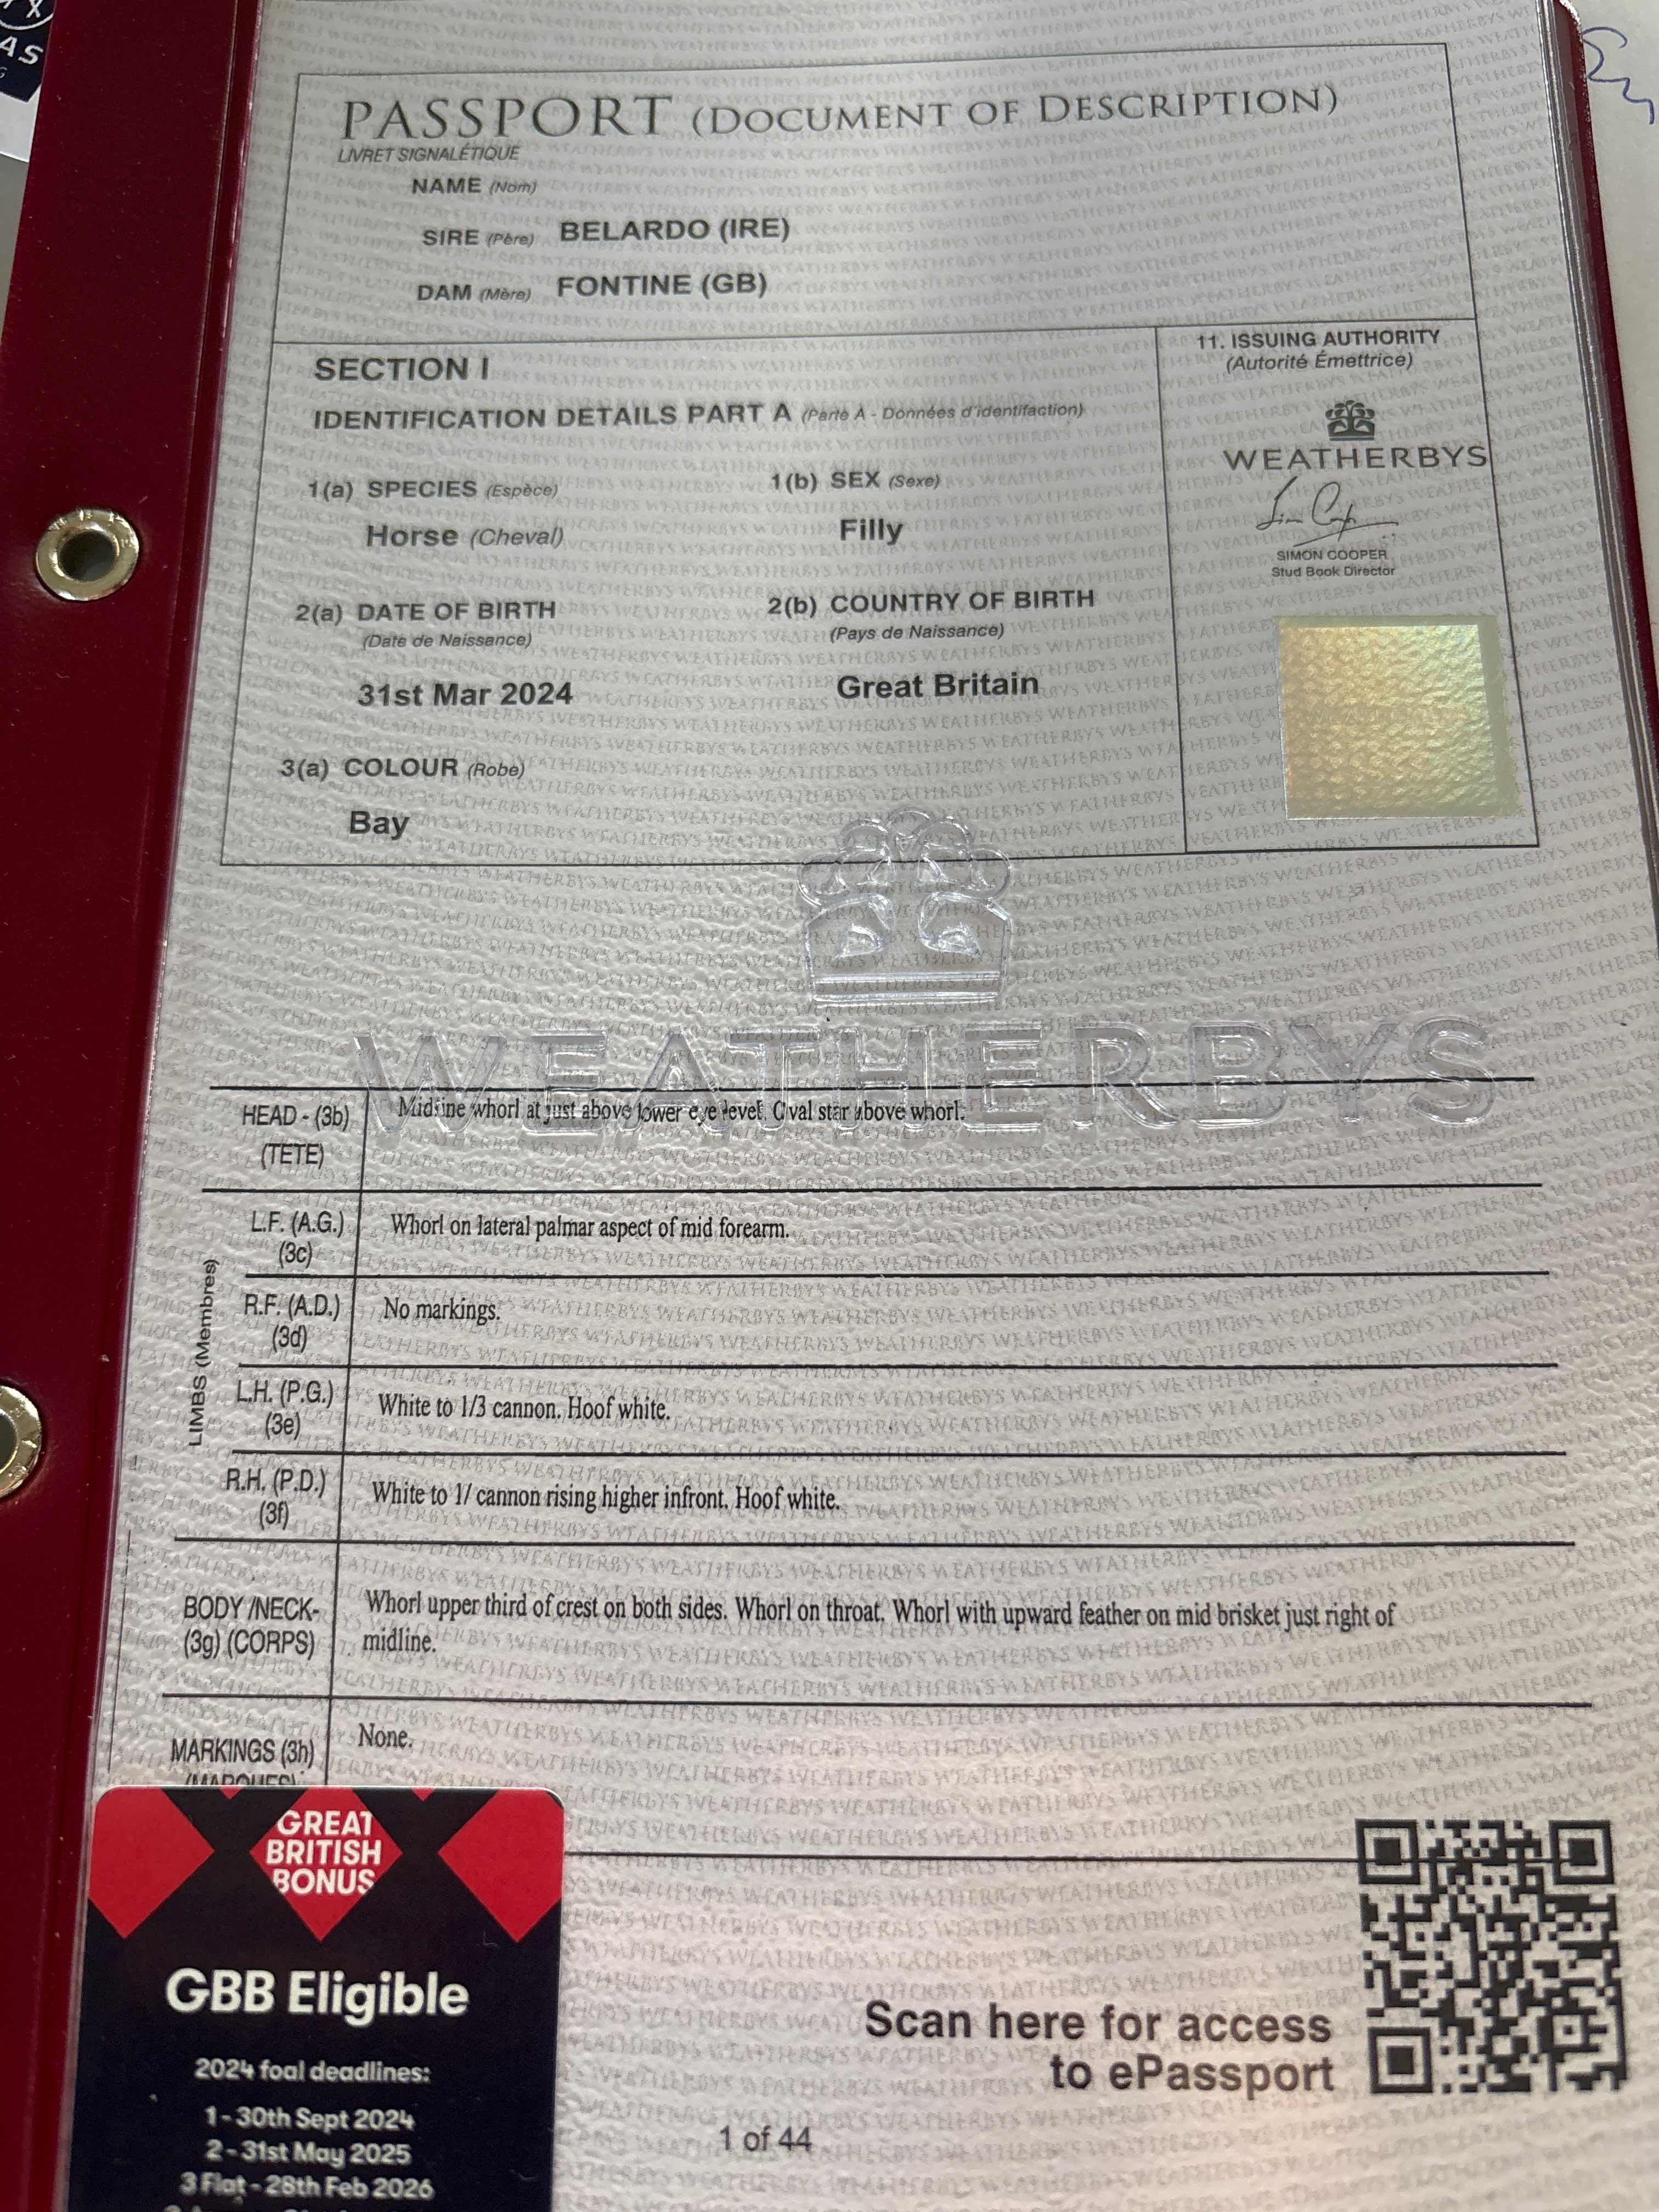 AS
PASSPORT (DOCUMENT OF DESCRIPTION)
LIVRET SIGNALÉTIQUE
NAME (Nom)
SIRE (Père) BELARDO (IRE)
DAM (Mère) FONTINE (GB)
SECTION I
IDENTIFICATION DETAILS PART A (Partie A - Données d'identifaction)
1(a) SPECIES (Espèce)
Horse (Cheval)
1(b) SEX (Sexe)
Filly
2(a) DATE OF BIRTH
(Date de Naissance)
31st Mar 2024
2(b) COUNTRY OF BIRTH
(Pays de Naissance)
Great Britain
3(a) COLOUR (Robe)
Bay
11. ISSUING AUTHORITY
(Autorité Émettrice)
WEATHERBYS
SIMON COOPER
Stud Book Director
WEATHERBYS
HEAD - (3b) Midline whorl at just above lower eye level. Oval star above whorl.
(TETE)
LIMBS (Membres)
L.F. (A.G.) Whorl on lateral palmar aspect of mid forearm.
(3c)
R.F. (A.D.) No markings.
(3d)
L.H. (P.G.) White to 1/3 cannon. Hoof white.
(3e)
R.H. (P.D.) White to 1/ cannon rising higher infront. Hoof white.
(3f)
BODY /NECK- Whorl upper third of crest on both sides. Whorl on throat. Whorl with upward feather on mid brisket just right of
(3g) (CORPS) midline.
MARKINGS (3h) None.
(MARQUES)
GREAT
BRITISH
BONUS
GBB Eligible
2024 foal deadlines:
1 - 30th Sept 2024
2 - 31st May 2025
3 Flat - 28th Feb 2026
Scan here for access
to ePassport
1 of 44